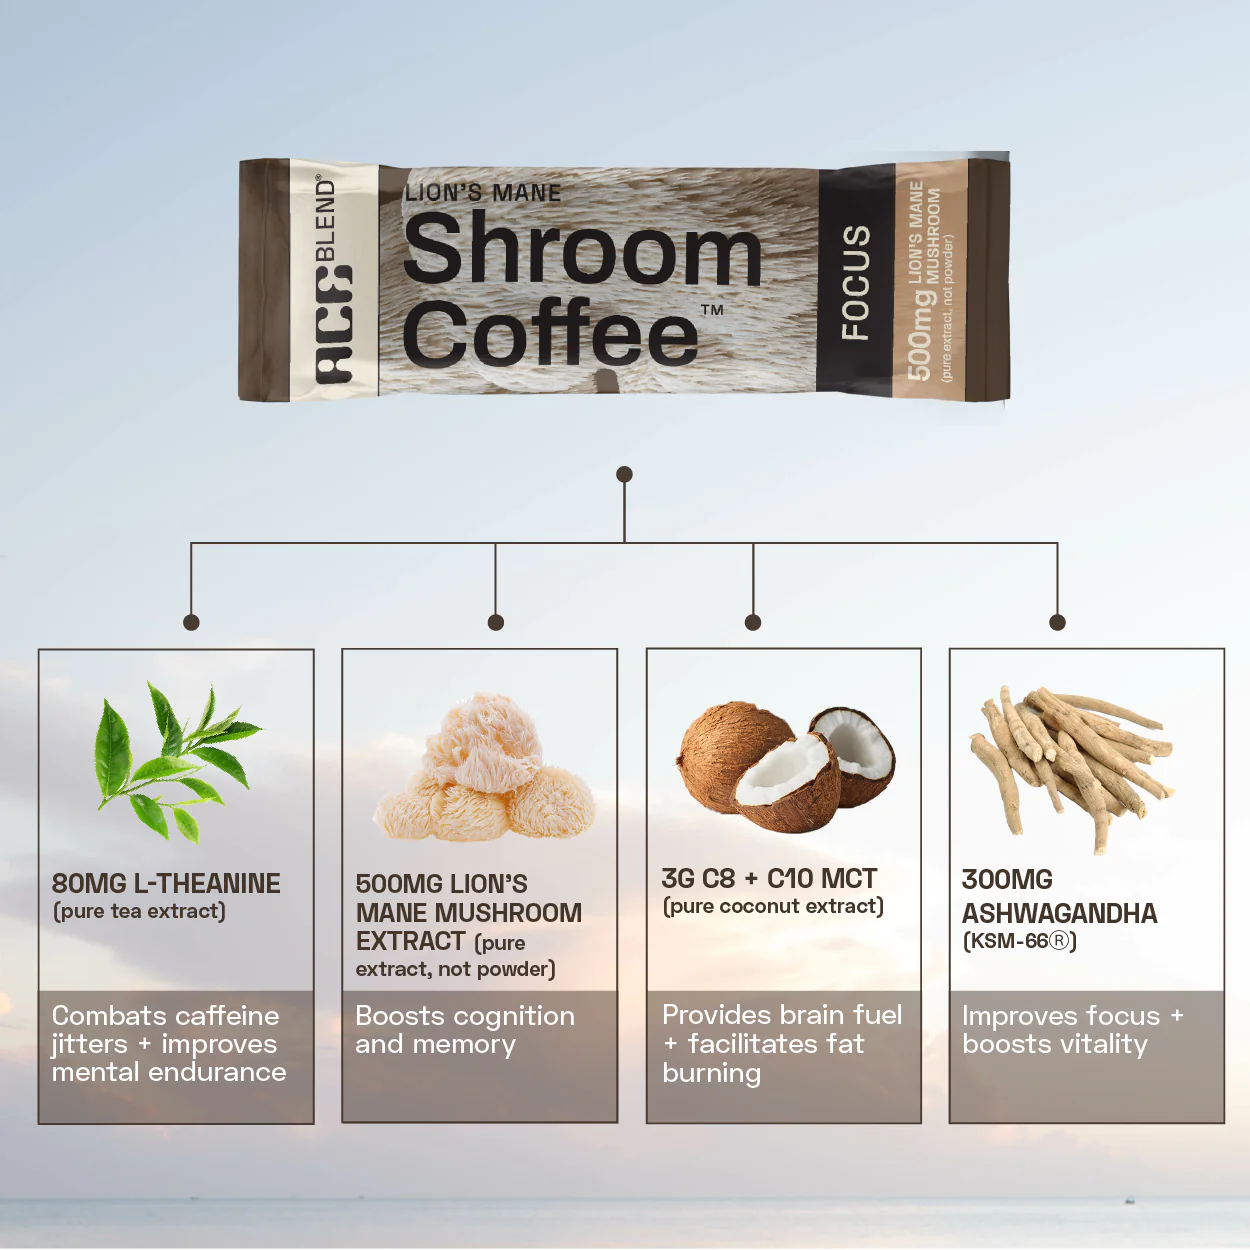 ACE BLEND®
LION'S MANE
Shroom
Coffee™
FOCUS
500mg LION'S MANE
MUSHROOM
(pure extract, not powder)
80MG L-THEANINE
(pure tea extract)
Combats caffeine
jitters + improves
mental endurance
500MG LION'S
MANE MUSHROOM
EXTRACT (pure
extract, not powder)
Boosts cognition
and memory
3G C8 + C10 MCT
(pure coconut extract)
Provides brain fuel
+ facilitates fat
burning
300MG
ASHWAGANDHA
(KSM-66®)
Improves focus +
boosts vitality